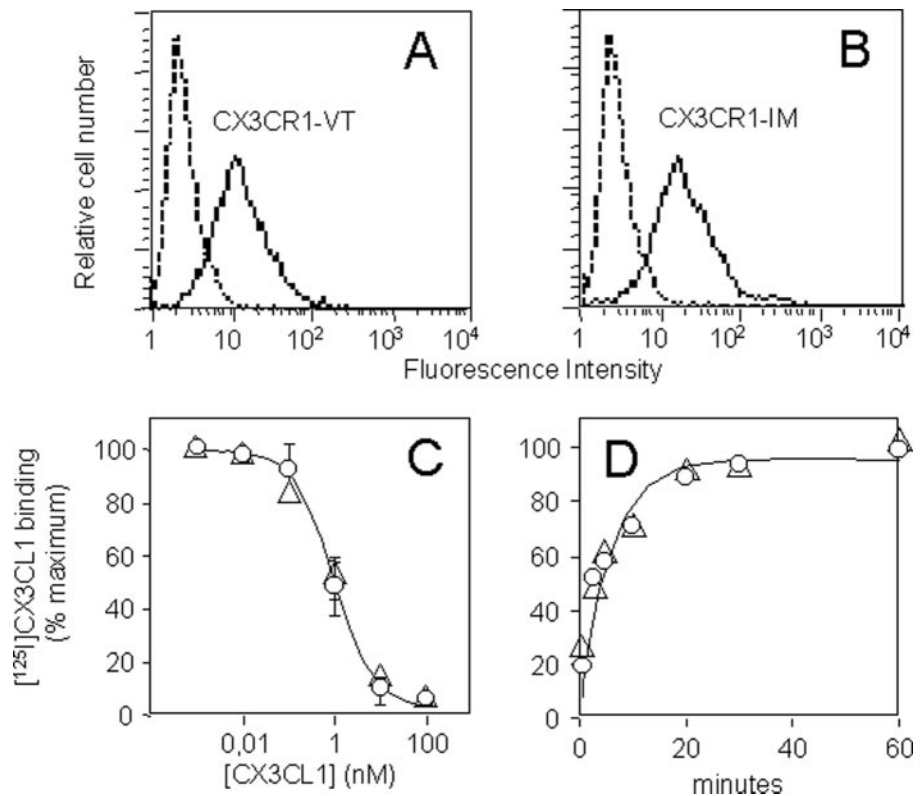 A
B
CX3CR1-VT
CX3CR1-IM
Relative cell number
1 10 10² 10³ 10⁴
1 10 10² 10³ 10⁴
Fluorescence Intensity
C
D
[¹²⁵I]CX3CL1 binding
(% maximum)
100
80
60
40
20
0
0,01 1 100
[CX3CL1] (nM)
100
80
60
40
20
0
0 20 40 60
minutes